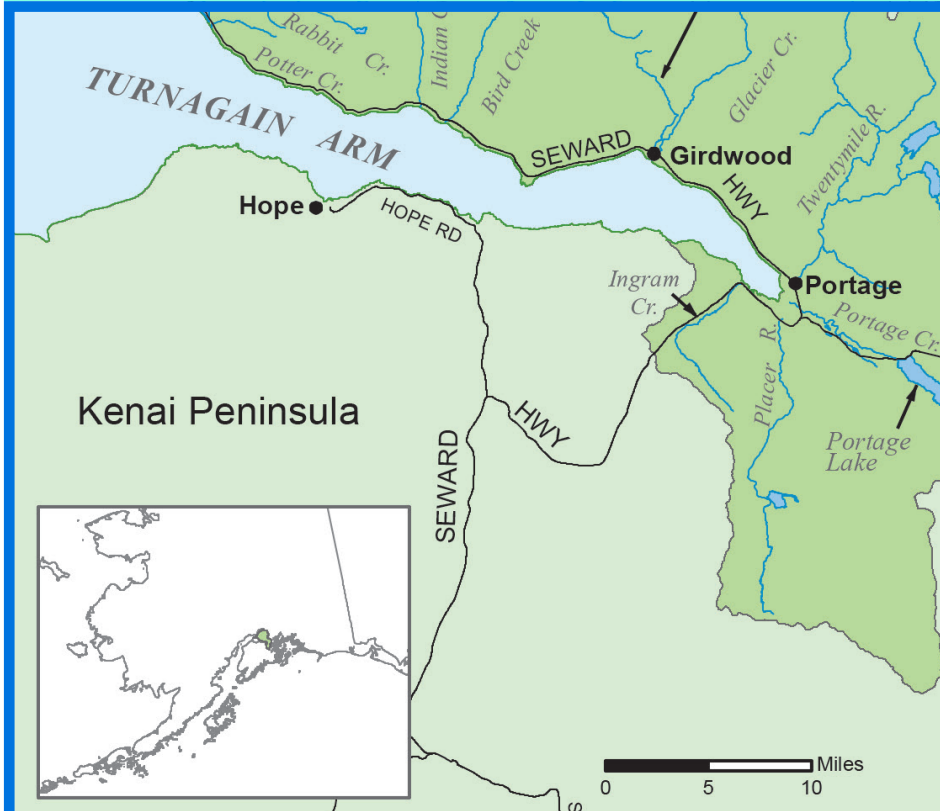 Rabbit
Cr.
Potter Cr.
Indian C
Bird Creek
Glacier Cr.
Twentymile R.
TURNAGAIN ARM
SEWARD
Girdwood
HWY
Hope
HOPE RD
Ingram
Cr.
Portage
Portage Cr.
Placer R.
Kenai Peninsula
HWY
SEWARD
Portage
Lake
Miles
0 5 10
S